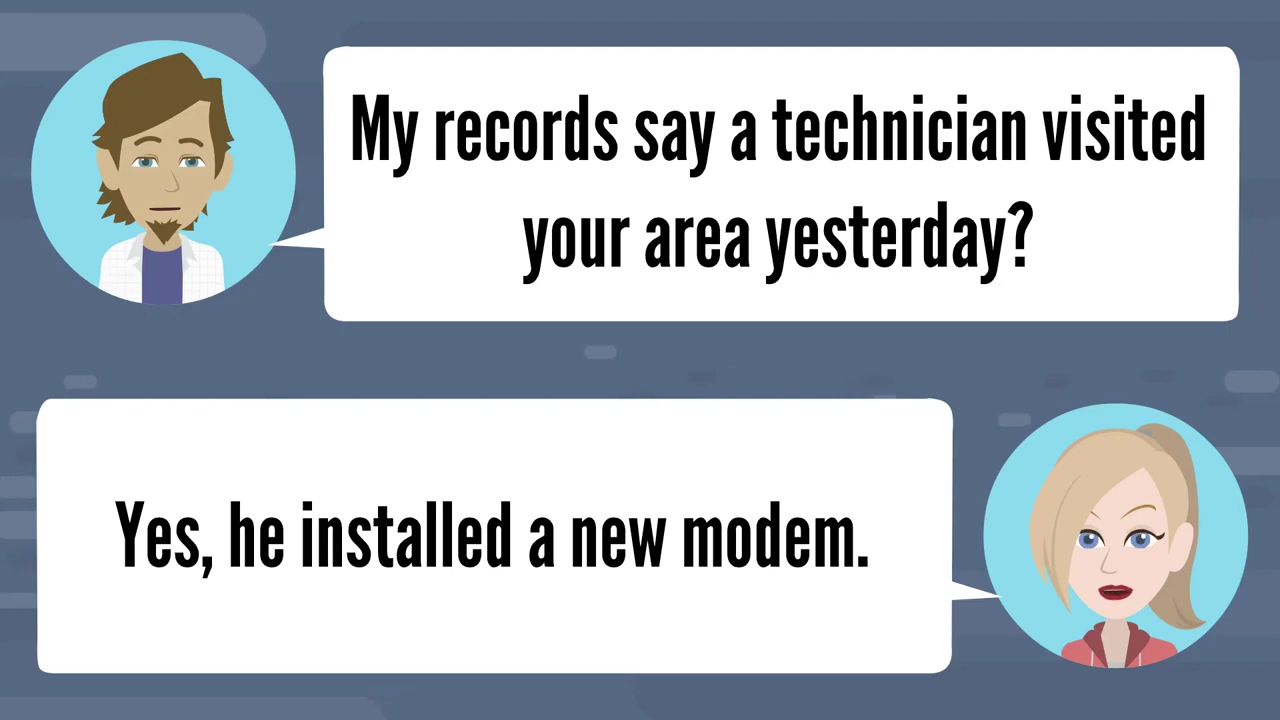 My records say a technician visited
your area yesterday?
Yes, he installed a new modem.